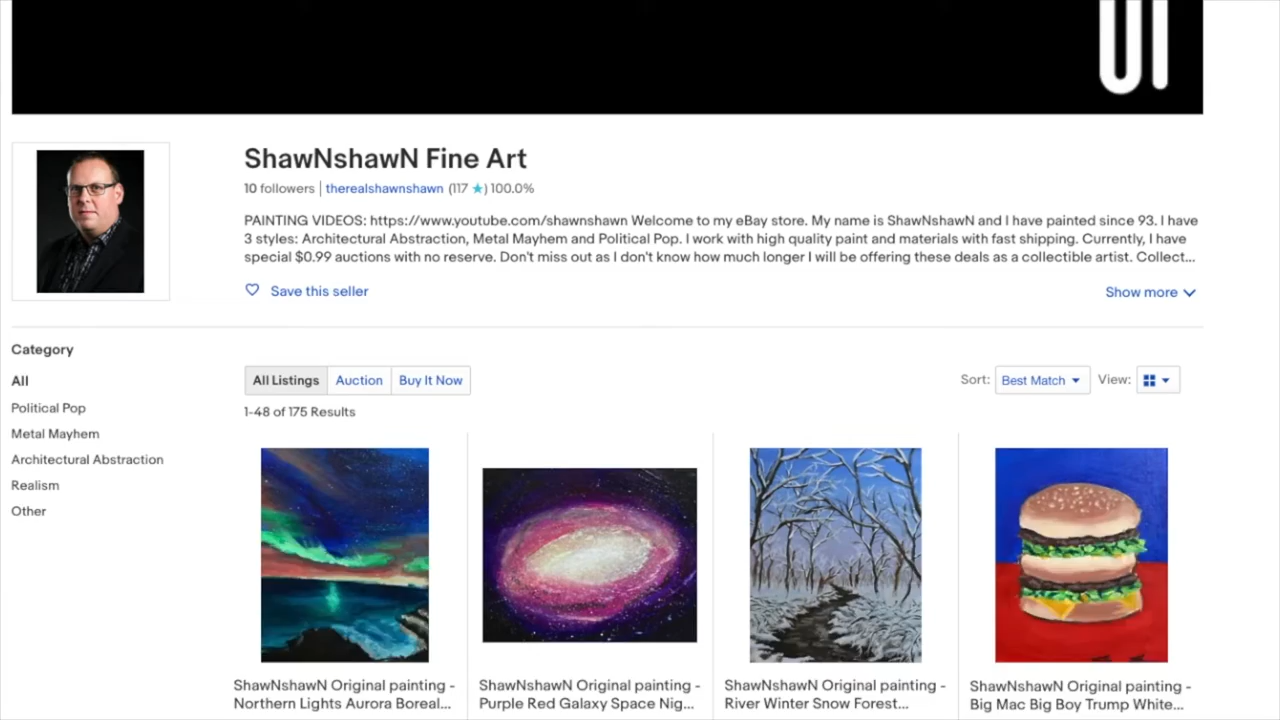 ShawNshawN Fine Art
10 followers | therealshawnshawn (117 ★) 100.0%
PAINTING VIDEOS: https://www.youtube.com/shawnshawn Welcome to my eBay store. My name is ShawNshawN and I have painted since 93. I have
3 styles: Architectural Abstraction, Metal Mayhem and Political Pop. I work with high quality paint and materials with fast shipping. Currently, I have
special $0.99 auctions with no reserve. Don't miss out as I don't know how much longer I will be offering these deals as a collectible artist. Collect...
Save this seller
Show more
Category
All
Political Pop
Metal Mayhem
Architectural Abstraction
Realism
Other
All Listings Auction Buy It Now
Sort: Best Match View:
1-48 of 175 Results
ShawNshawN Original painting -
Northern Lights Aurora Boreal...
ShawNshawN Original painting -
Purple Red Galaxy Space Nig...
ShawNshawN Original painting -
River Winter Snow Forest...
ShawNshawN Original painting -
Big Mac Big Boy Trump White...